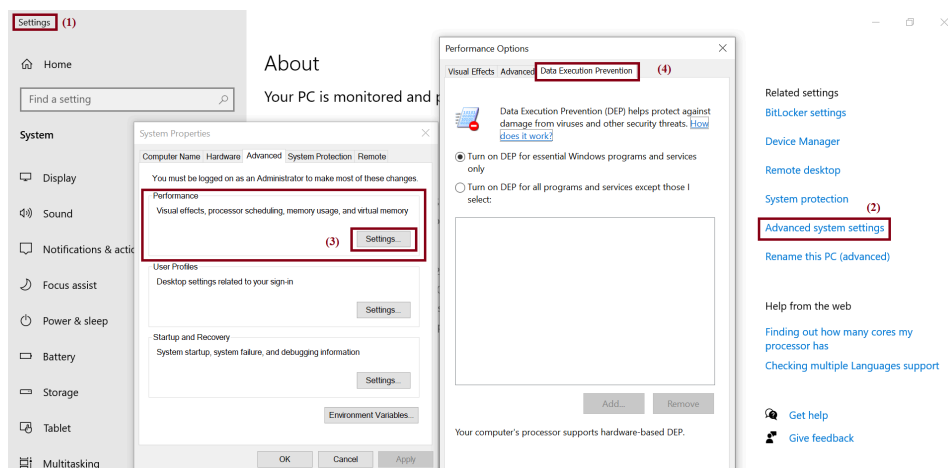 Settings (1)
Home
Find a setting
System
Display
Sound
Notifications & actic
Focus assist
Power & sleep
Battery
Storage
Tablet
Multitasking
About
Your PC is monitored and p
System Properties
Computer Name Hardware Advanced System Protection Remote
You must be logged on as an Administrator to make most of these changes.
Performance
Visual effects, processor scheduling, memory usage, and virtual memory
(3) Settings...
User Profiles
Desktop settings related to your sign-in
Settings...
Startup and Recovery
System startup, system failure, and debugging information
Settings...
Environment Variables...
OK Cancel Apply
Performance Options
Visual Effects Advanced Data Execution Prevention (4)
Data Execution Prevention (DEP) helps protect against
damage from viruses and other security threats. How
does it work?
Turn on DEP for essential Windows programs and services
only
Turn on DEP for all programs and services except those I
select:
Add... Remove
Your computer's processor supports hardware-based DEP.
Related settings
BitLocker settings
Device Manager
Remote desktop
System protection
(2)
Advanced system settings
Rename this PC (advanced)
Help from the web
Finding out how many cores my
processor has
Checking multiple Languages support
Get help
Give feedback